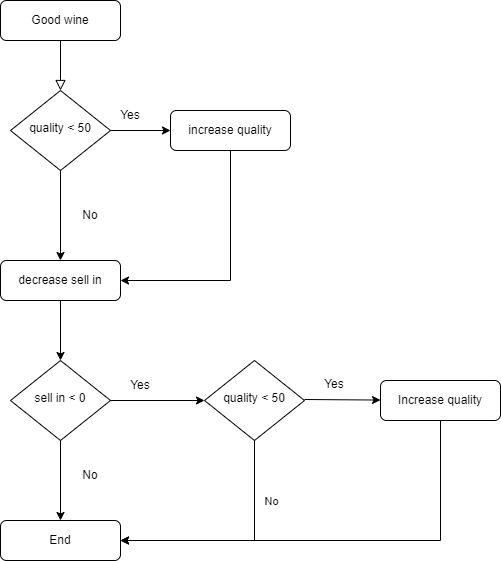 Good wine
quality < 50
Yes
increase quality
No
decrease sell in
sell in < 0
Yes
quality < 50
Yes
Increase quality
No
No
End